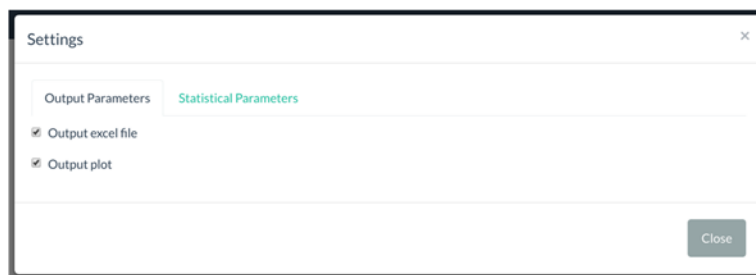 Settings
×
Output Parameters
Statistical Parameters
Output excel file
Output plot
Close